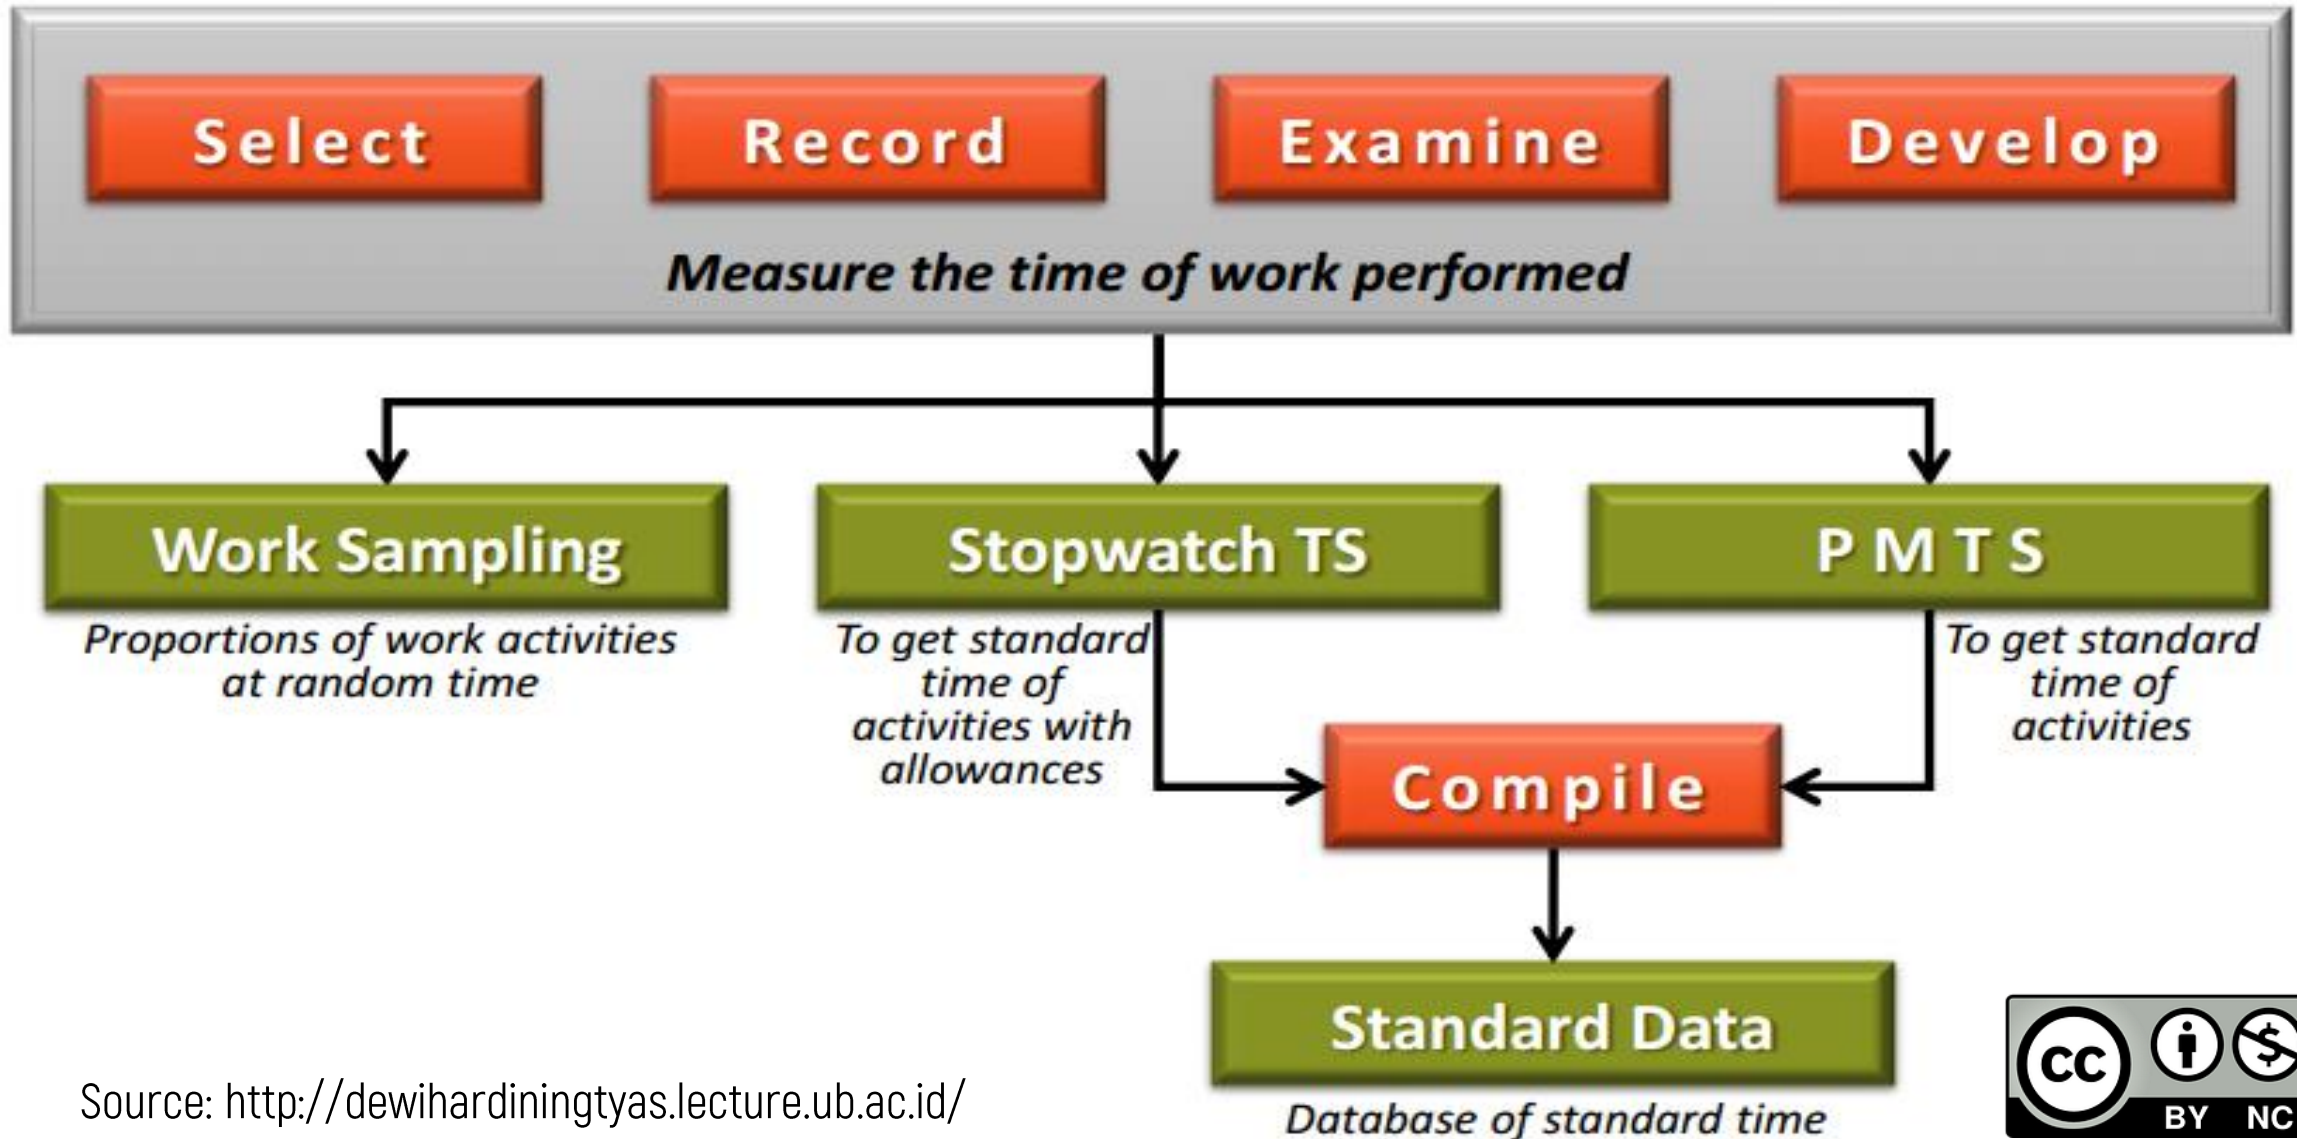 Select
Record
Examine
Develop
Measure the time of work performed
Work Sampling
Stopwatch TS
PMTS
Proportions of work activities
at random time
To get standard
time of
activities with
allowances
To get standard
time of
activities
Compile
Standard Data
Database of standard time
Source: http://dewihardiningtyas.lecture.ub.ac.id/
cc
BY NC